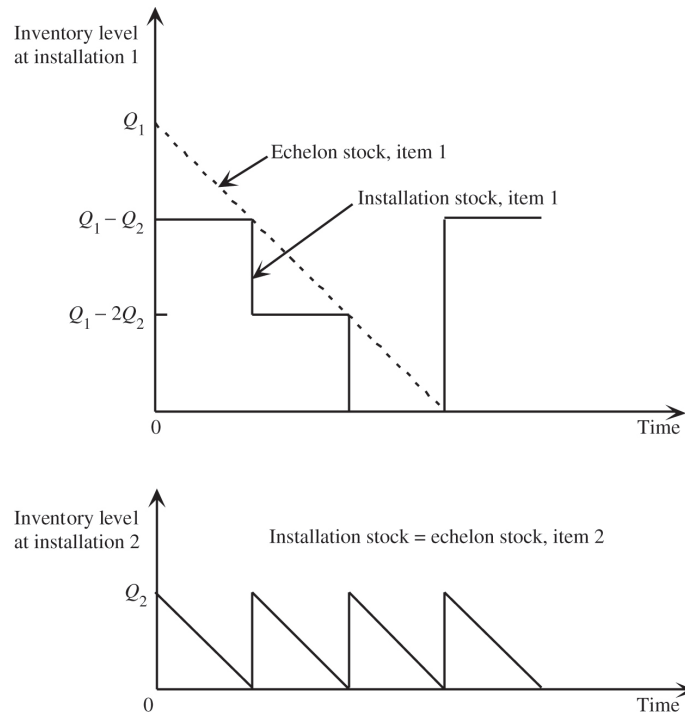 Inventory level
at installation 1
Q₁
Echelon stock, item 1
Installation stock, item 1
Q₁ – Q₂
Q₁ – 2Q₂
0
Time
Inventory level
at installation 2
Installation stock = echelon stock, item 2
Q₂
0
Time